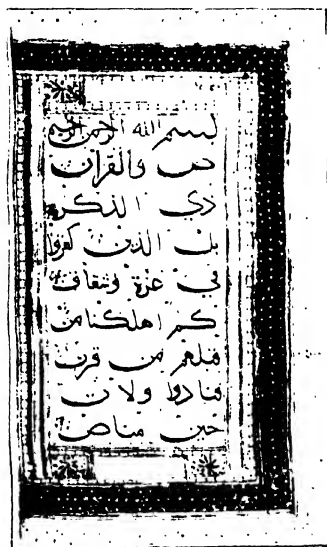 بسم الله الرحمن الرحيم
ص والقرآن
ذي الذكر
بل الذين كفروا
في عزة وشقاق
كم اهلكنا من
قبلهم من قرن
فنادوا ولات
حين مناص